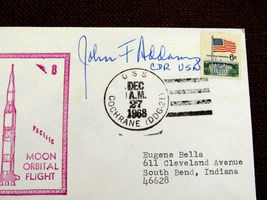 8
John F Addams
CDR USN
6c
USS
DEC
A.M.
27
1968
COCHRANE (DDG-21)
PACIFIC
MOON
ORBITAL
FLIGHT
Eugene Bella
611 Cleveland Avenue
South Bend, Indiana
46628